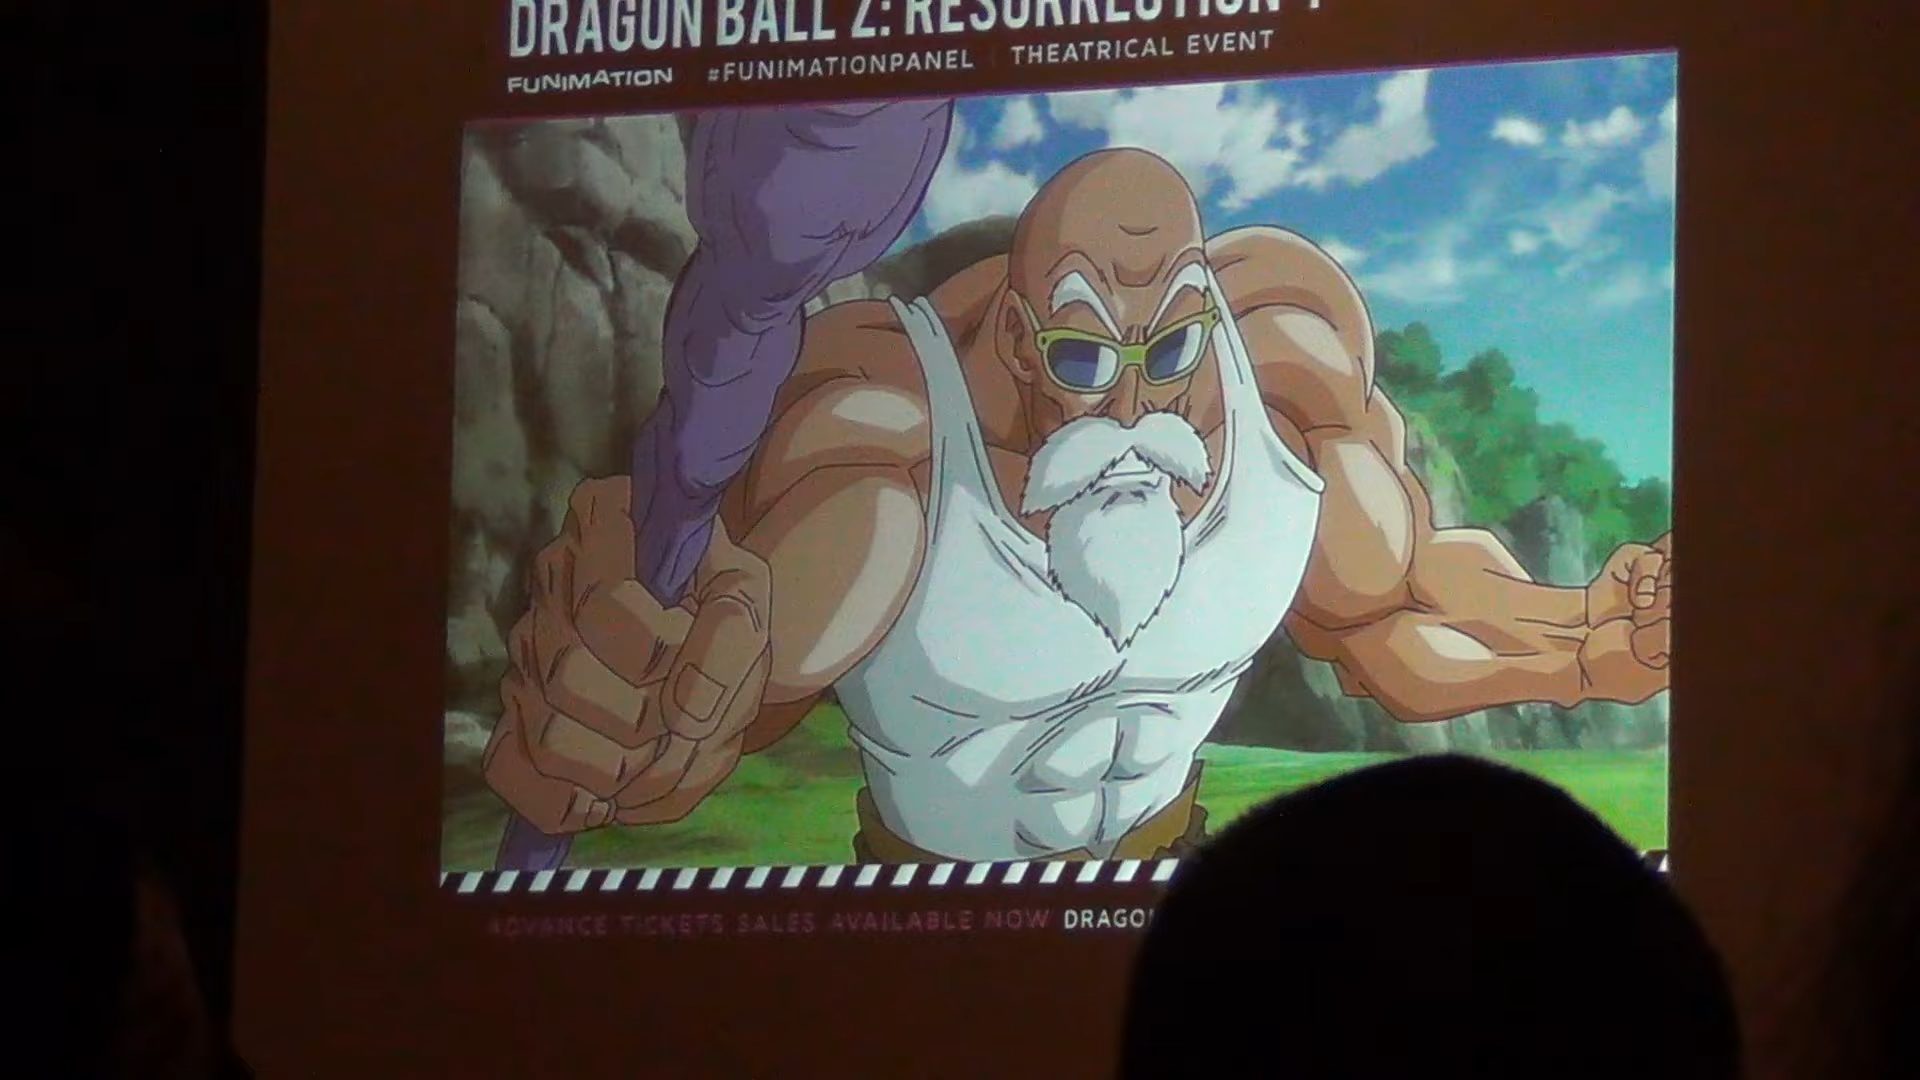 DRAGON BALL Z: RESURRECTION
FUNIMATION #FUNIMATIONPANEL THEATRICAL EVENT
ADVANCE TICKETS SALES AVAILABLE NOW